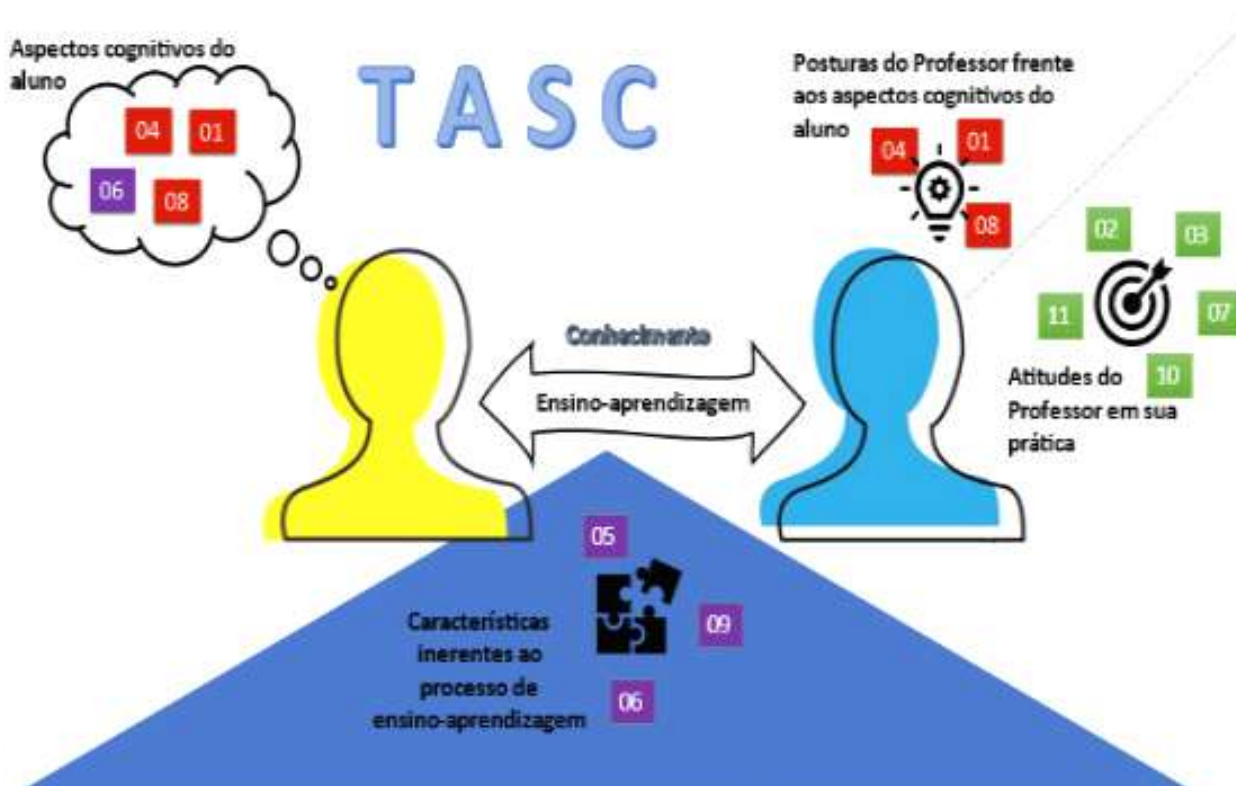 Aspectos cognitivos do
aluno
04 01
06 08
T A S C
Posturas do Professor frente
aos aspectos cognitivos do
aluno
04 01
08
02 03
11 07
10
Atitudes do
Professor em sua
prática
Conhecimento
Ensino-aprendizagem
05
09
06
Características
inerentes ao
processo de
ensino-aprendizagem